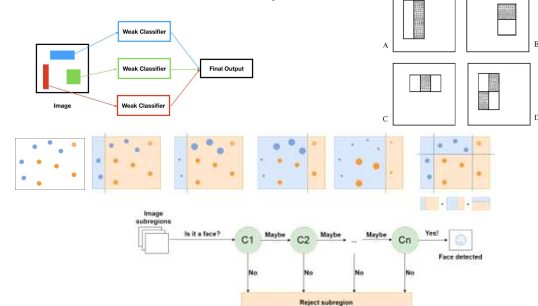 Weak Classifier
Weak Classifier
Weak Classifier
Final Output
Image
A
B
C
D
Image
subregions
Is it a face?
C1
Maybe
C2
Maybe
...
Maybe
Cn
Yes!
Face detected
No
No
No
No
Reject subregion